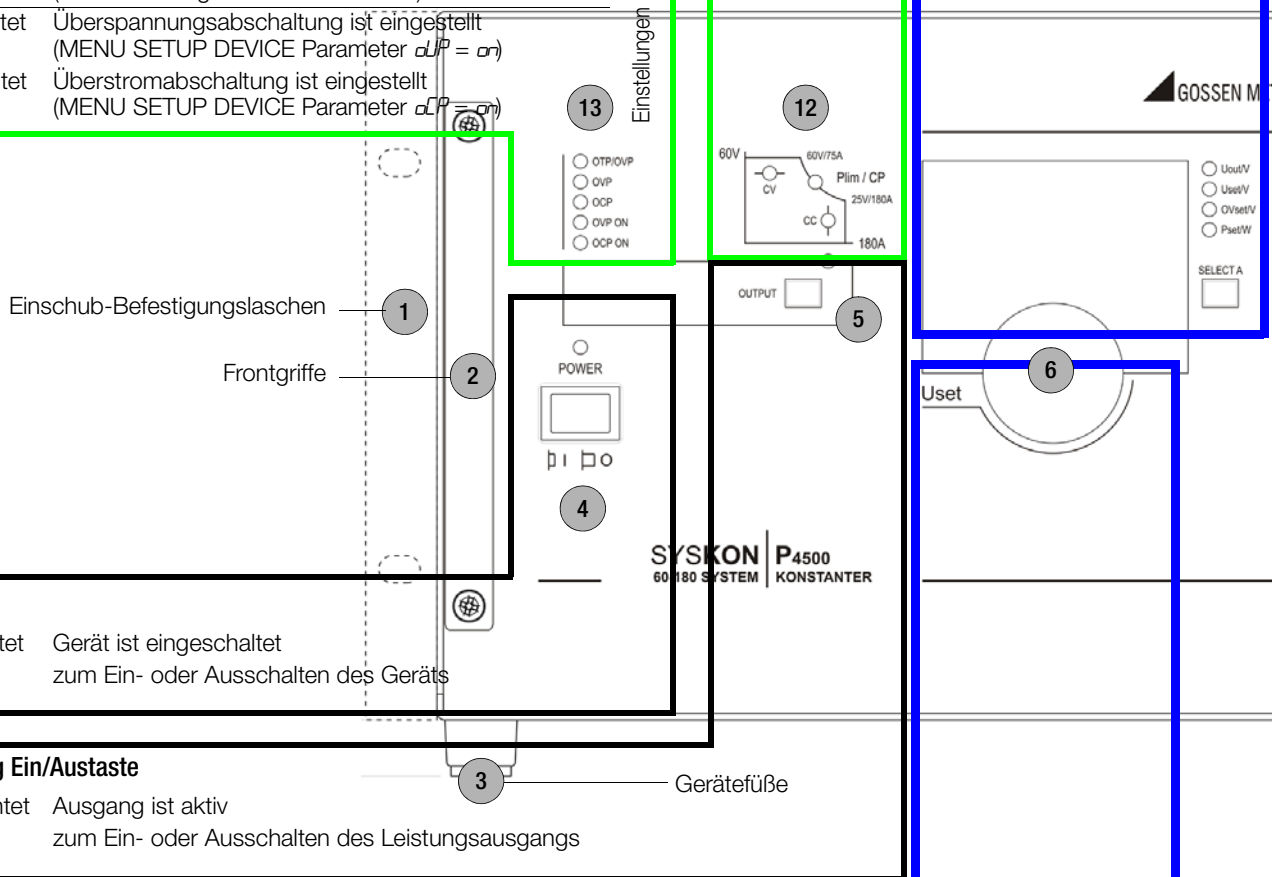 tet Überspannungsabschaltung ist eingestellt
(MENU SETUP DEVICE Parameter oUP = on)
tet Überstromabschaltung ist eingestellt
(MENU SETUP DEVICE Parameter oCP = on)
Einstellungen
13
12
GOSSEN ME
OTP/OVP
OVP
OCP
OVP ON
OCP ON
60V
60V/75A
CV
Plim / CP
25V/180A
CC
180A
Uout/V
Uset/V
OVset/V
Pset/W
SELECT A
OUTPUT
5
Einschub-Befestigungslaschen
1
Frontgriffe
2
POWER
6
Uset
4
SYSKON P4500
60-180 SYSTEM KONSTANTER
tet Gerät ist eingeschaltet
zum Ein- oder Ausschalten des Geräts
g Ein/Austaste
3
Gerätefüße
htet Ausgang ist aktiv
zum Ein- oder Ausschalten des Leistungsausgangs